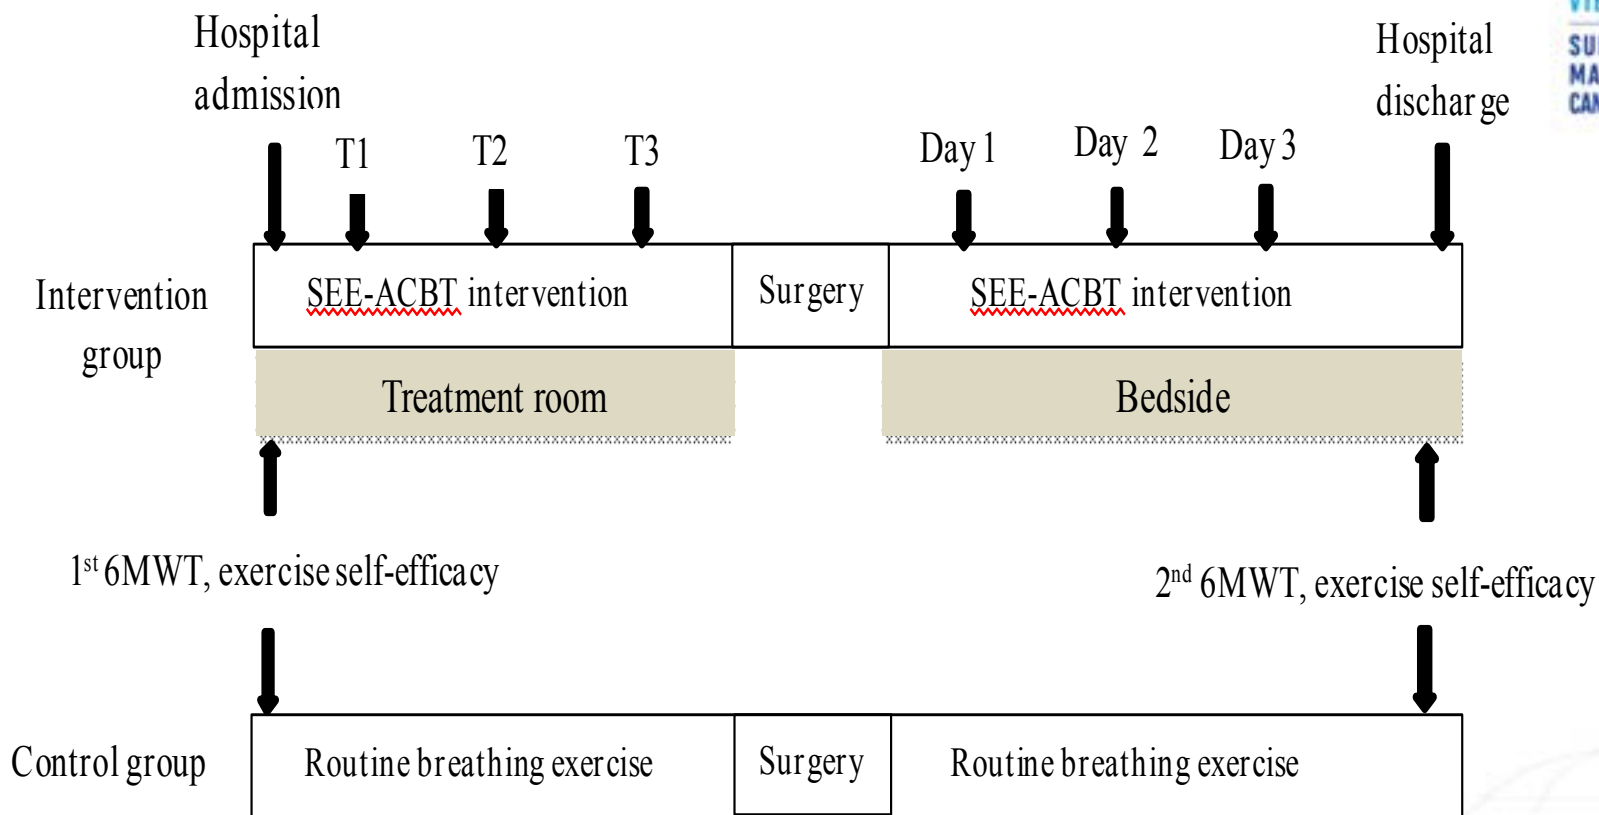 Hospital
admission
Hospital
discharge
T1
T2
T3
Day 1
Day 2
Day 3
Intervention
group
SEE-ACBT intervention
Surgery
SEE-ACBT intervention
Treatment room
Bedside
1st 6MWT, exercise self-efficacy
2nd 6MWT, exercise self-efficacy
Control group
Routine breathing exercise
Surgery
Routine breathing exercise